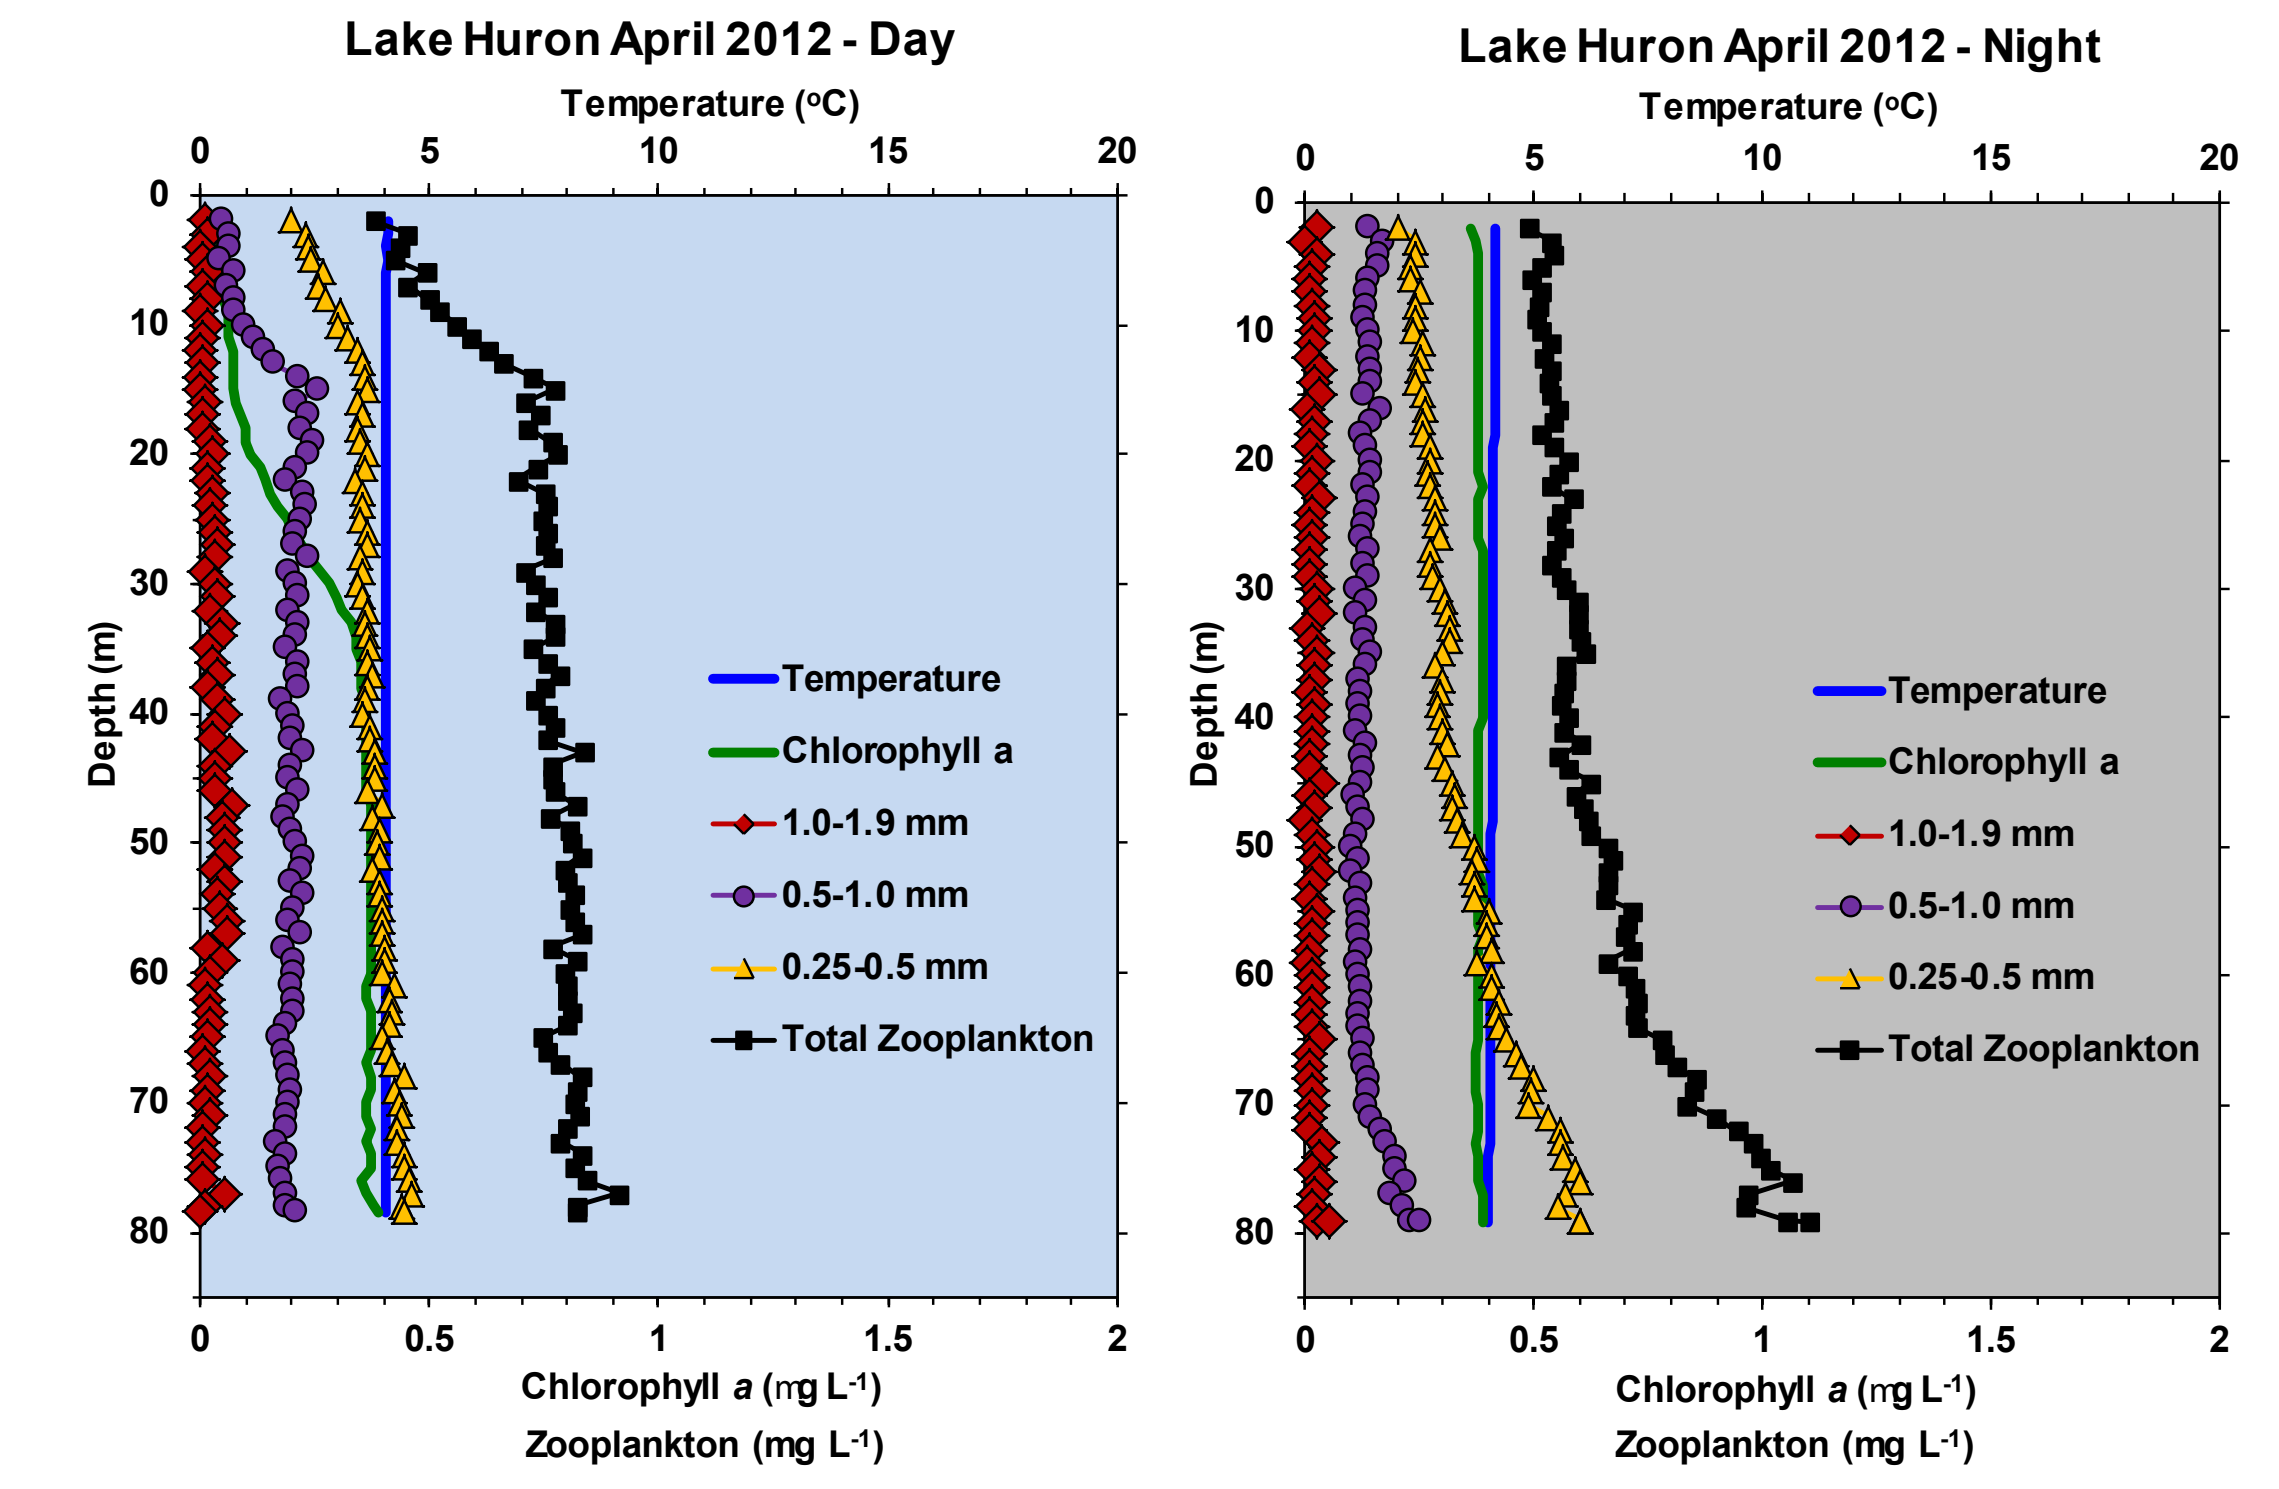 Lake Huron April 2012 - Day
Temperature (oC)
0 5 10 15 20
0
10
20
30
40
50
60
70
80
Depth (m)
Temperature
Chlorophyll a
1.0-1.9 mm
0.5-1.0 mm
0.25-0.5 mm
Total Zooplankton
0 0.5 1 1.5 2
Chlorophyll a (mg L-1)
Zooplankton (mg L-1)
Lake Huron April 2012 - Night
Temperature (oC)
0 5 10 15 20
0
10
20
30
40
50
60
70
80
Depth (m)
Temperature
Chlorophyll a
1.0-1.9 mm
0.5-1.0 mm
0.25-0.5 mm
Total Zooplankton
0 0.5 1 1.5 2
Chlorophyll a (mg L-1)
Zooplankton (mg L-1)